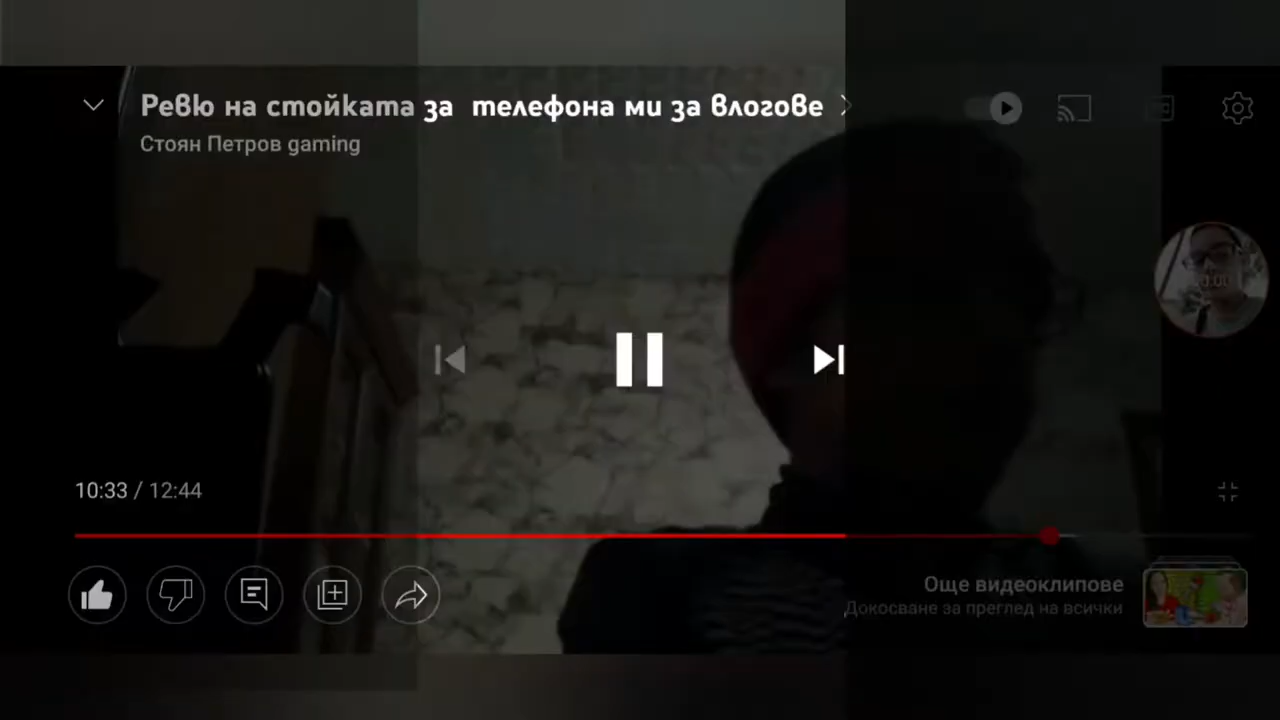 Ревю на стойката за телефона ми за влогове
Стоян Петров gaming
10:33 / 12:44
Още видеоклипове
Докосване за преглед на всички